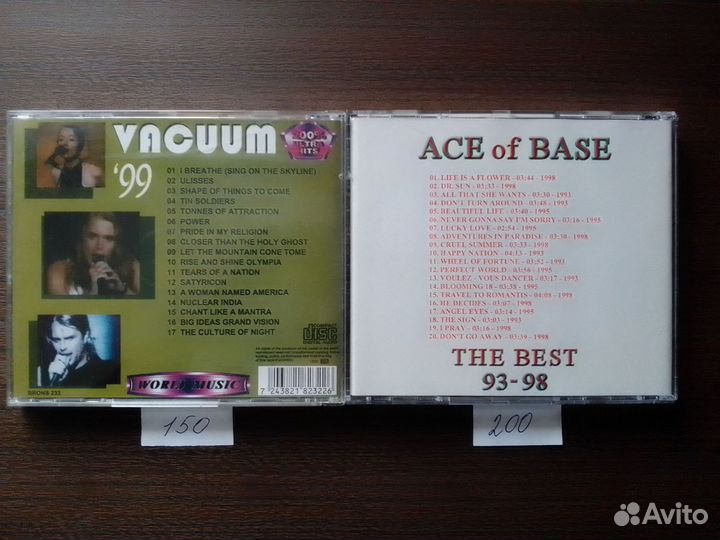 VACUUM
'99
200%
HITS
01 I BREATHE (SING ON THE SKYLINE)
02 ULISSES
03 SHAPE OF THINGS TO COME
04 TIN SOLDIERS
05 TONNES OF ATTRACTION
06 POWER
07 PRIDE IN MY RELIGION
08 CLOSER THAN THE HOLY GHOST
09 LET THE MOUNTAIN COME TOME
10 RISE AND SHINE OLYMPIA
11 TEARS OF A NATION
12 SATYRICON
13 A WOMAN NAMED AMERICA
14 NUCLEAR INDIA
15 CHANT LIKE A MANTRA
16 BIG IDEAS GRAND VISION
17 THE CULTURE OF NIGHT
COMPACT
disc
DIGITAL AUDIO
WORLD MUSIC
7 243821 823226
150
ACE of BASE
01. LIFE IS A FLOWER - 03:44 - 1998
02. DR. SUN - 03:33 - 1998
03. ALL THAT SHE WANTS - 03:30 - 1993
04. DON'T TURN AROUND - 03:48 - 1993
05. BEAUTIFUL LIFE - 03:40 - 1995
06. NEVER GONNA SAY I'M SORRY - 03:16 - 1995
07. LUCKY LOVE - 02:54 - 1995
08. ADVENTURES IN PARADISE - 03:30 - 1998
09. CRUEL SUMMER - 03:33 - 1998
10. HAPPY NATION - 04:13 - 1993
11. WHEEL OF FORTUNE - 03:52 - 1993
12. PERFECT WORLD - 03:56 - 1995
13. VOULEZ - VOUS DANCER - 03:17 - 1993
14. BLOOMING 18 - 03:38 - 1995
15. TRAVEL TO ROMANTIS - 04:08 - 1998
16. HE DECIDES - 03:07 - 1998
17. ANGEL EYES - 03:14 - 1995
18. THE SIGN - 03:03 - 1993
19. I PRAY - 03:16 - 1998
20. DON'T GO AWAY - 03:39 - 1998
THE BEST
93-98
200
Avito